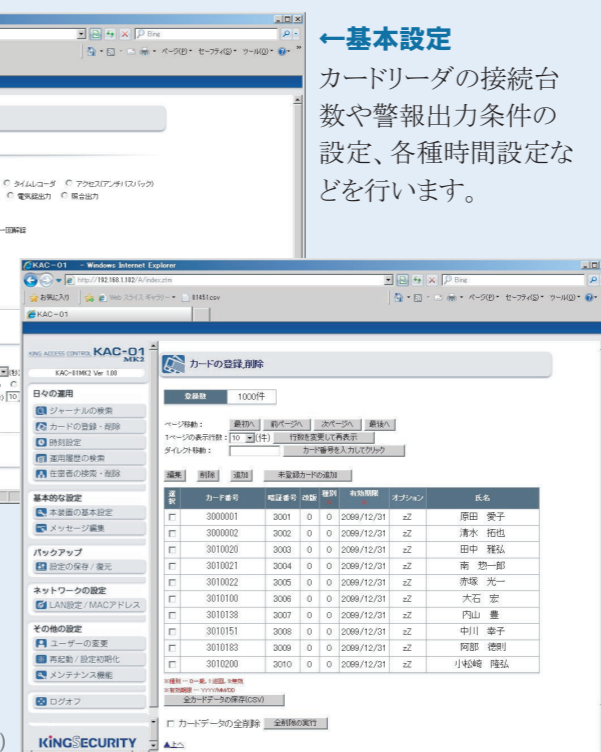 Bing
ページ(P)・ セーフティ(S)・ ツール(O)・
←基本設定
カードリーダの接続台
数や警報出力条件の
設定、各種時間設定な
どを行います。
タイムレコーダ アクセス(アンチパスバック)
電気錠出力 照合出力
KAC-01 - Windows Internet Explorer
Bing
お気に入り
ページ(P)・ セーフティ(S)・ ツール(O)・
KAC-01
KING ACCESS CONTROL KAC-01 MK2
KAC-01MK2 Ver 1.00
カードの登録,削除
登録数 1000件
ページ移動: 最初へ 前ページへ 次ページへ 最後へ
1ページの表示行数: 10 (件) 行数を変更して再表示
ダイレクト移動: カード番号を入力してクリック
編集 削除 追加 未登録カードの追加
選択 カード番号 暗証番号 改版 種別 有効期限 オプション 氏名
3000001 3001 0 0 2099/12/31 zZ 原田 愛子
3000002 3002 0 0 2099/12/31 zZ 清水 拓也
3010020 3003 0 0 2099/12/31 zZ 田中 雅弘
3010021 3004 0 0 2099/12/31 zZ 南 惣一郎
3010022 3005 0 0 2099/12/31 zZ 赤塚 光一
3010100 3006 0 0 2099/12/31 zZ 大石 宏
3010138 3007 0 0 2099/12/31 zZ 内山 豊
3010151 3008 0 0 2099/12/31 zZ 中川 幸子
3010183 3009 0 0 2099/12/31 zZ 阿部 徳則
3010200 3010 0 0 2099/12/31 zZ 小松崎 隆弘
全カードデータの保存(CSV)
カードデータの全削除 全削除の実行
▲上へ
日々の運用
ジャーナルの検索
カードの登録・削除
時刻設定
運用履歴の検索
在室者の検索・削除
基本的な設定
本装置の基本設定
メッセージ編集
バックアップ
設定の保存/復元
ネットワークの設定
LAN設定/MACアドレス
その他の設定
ユーザーの変更
再起動/設定初期化
メンテナンス機能
ログオフ
KiNGSECURITY